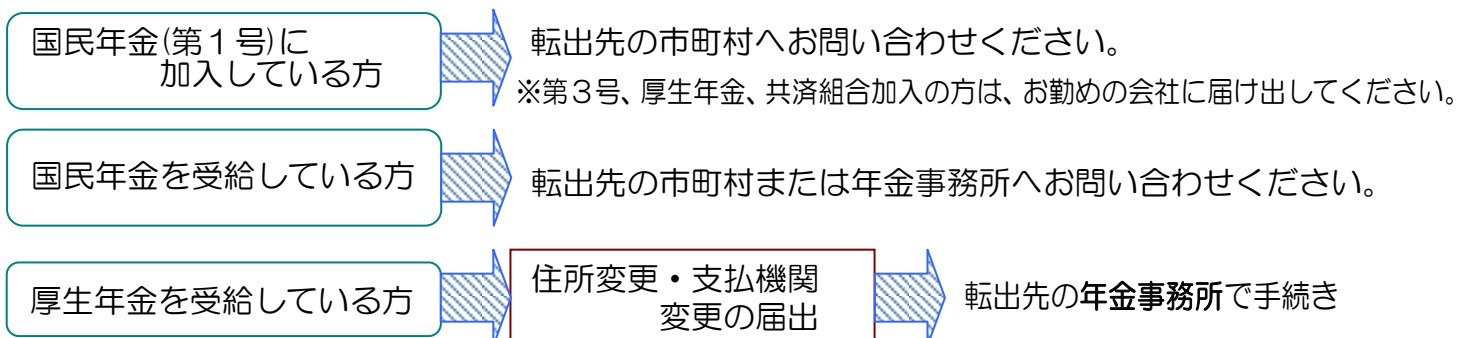 国民年金(第1号)に
加入している方
転出先の市町村へお問い合わせください。
※第3号、厚生年金、共済組合加入の方は、お勤めの会社に届け出してください。
国民年金を受給している方
転出先の市町村または年金事務所へお問い合わせください。
厚生年金を受給している方
住所変更・支払機関
変更の届出
転出先の年金事務所で手続き